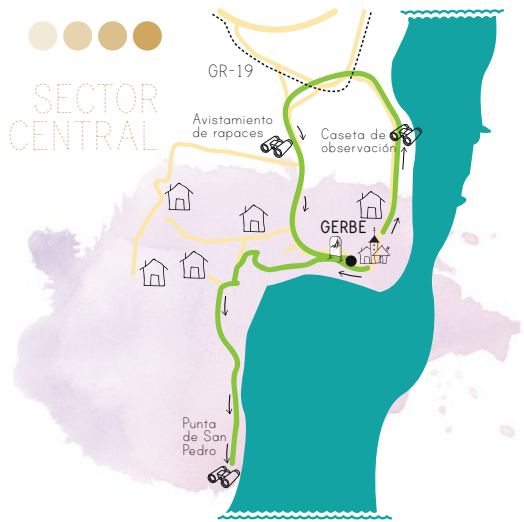 GR-19
SECTOR
CENTRAL
Avistamiento
de rapaces
Caseta de
observación
GERBE
Punta
de San
Pedro